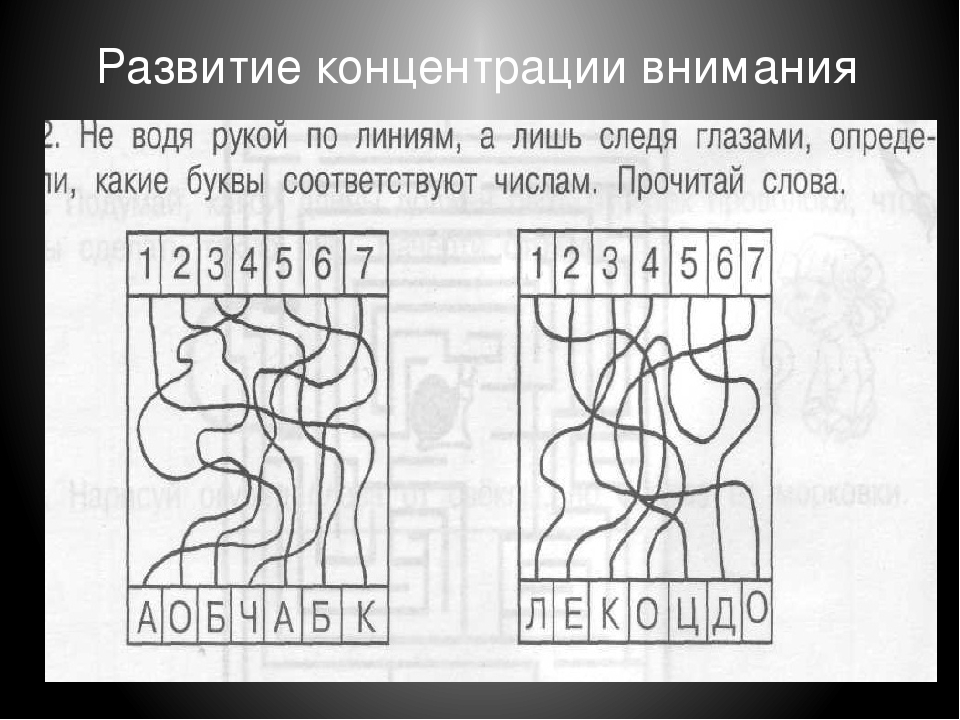 Развитие концентрации внимания
2. Не водя рукой по линиям, а лишь следя глазами, опреде-
ли, какие буквы соответствуют числам. Прочитай слова.
1 2 3 4 5 6 7
А О Б Ч А Б К
1 2 3 4 5 6 7
Л Е К О Ц Д О